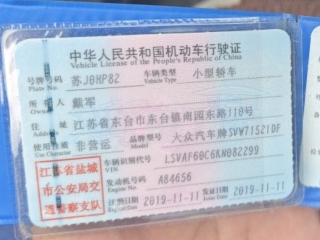 中华人民共和国机动车行驶证
Vehicle License of the People's Republic of China
号牌号码 苏J0HP82 车辆类型 小型轿车
Plate No. Vehicle Type
所有人 戴军
Owner
住址 江苏省东台市东台镇南园东路110号
Address
使用性质 非营运 品牌型号 大众汽车牌SVW71521DF
Use Character Model
江苏省盐城市公安局交通警察支队
车辆识别代号 LSVAF60C6KN082299
VIN
发动机号码 A84656
Engine No.
注册日期 2019-11-11 发证日期 2019-11-11
Register Date Issue Date